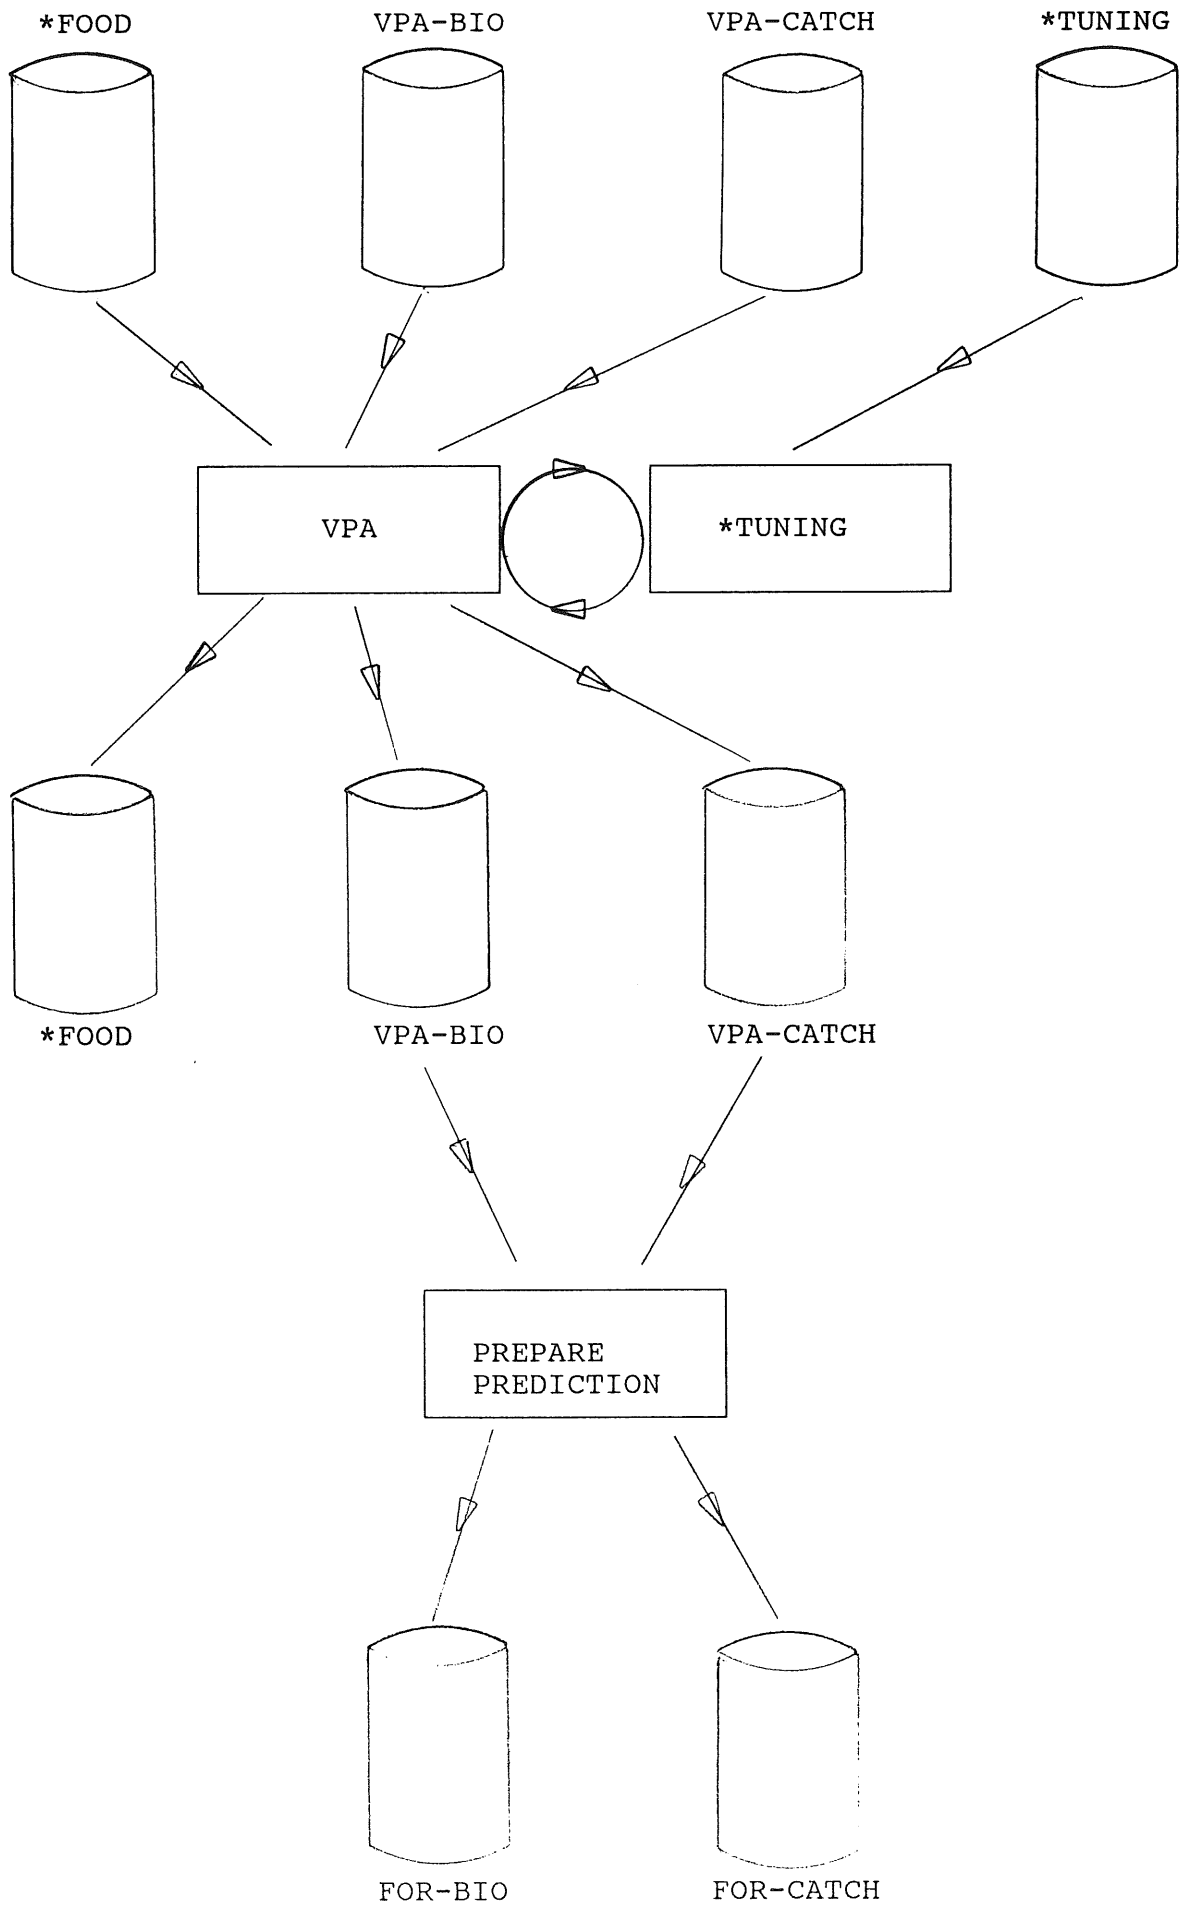 *FOOD
VPA-BIO
VPA-CATCH
*TUNING
VPA
*TUNING
*FOOD
VPA-BIO
VPA-CATCH
PREPARE
PREDICTION
FOR-BIO
FOR-CATCH